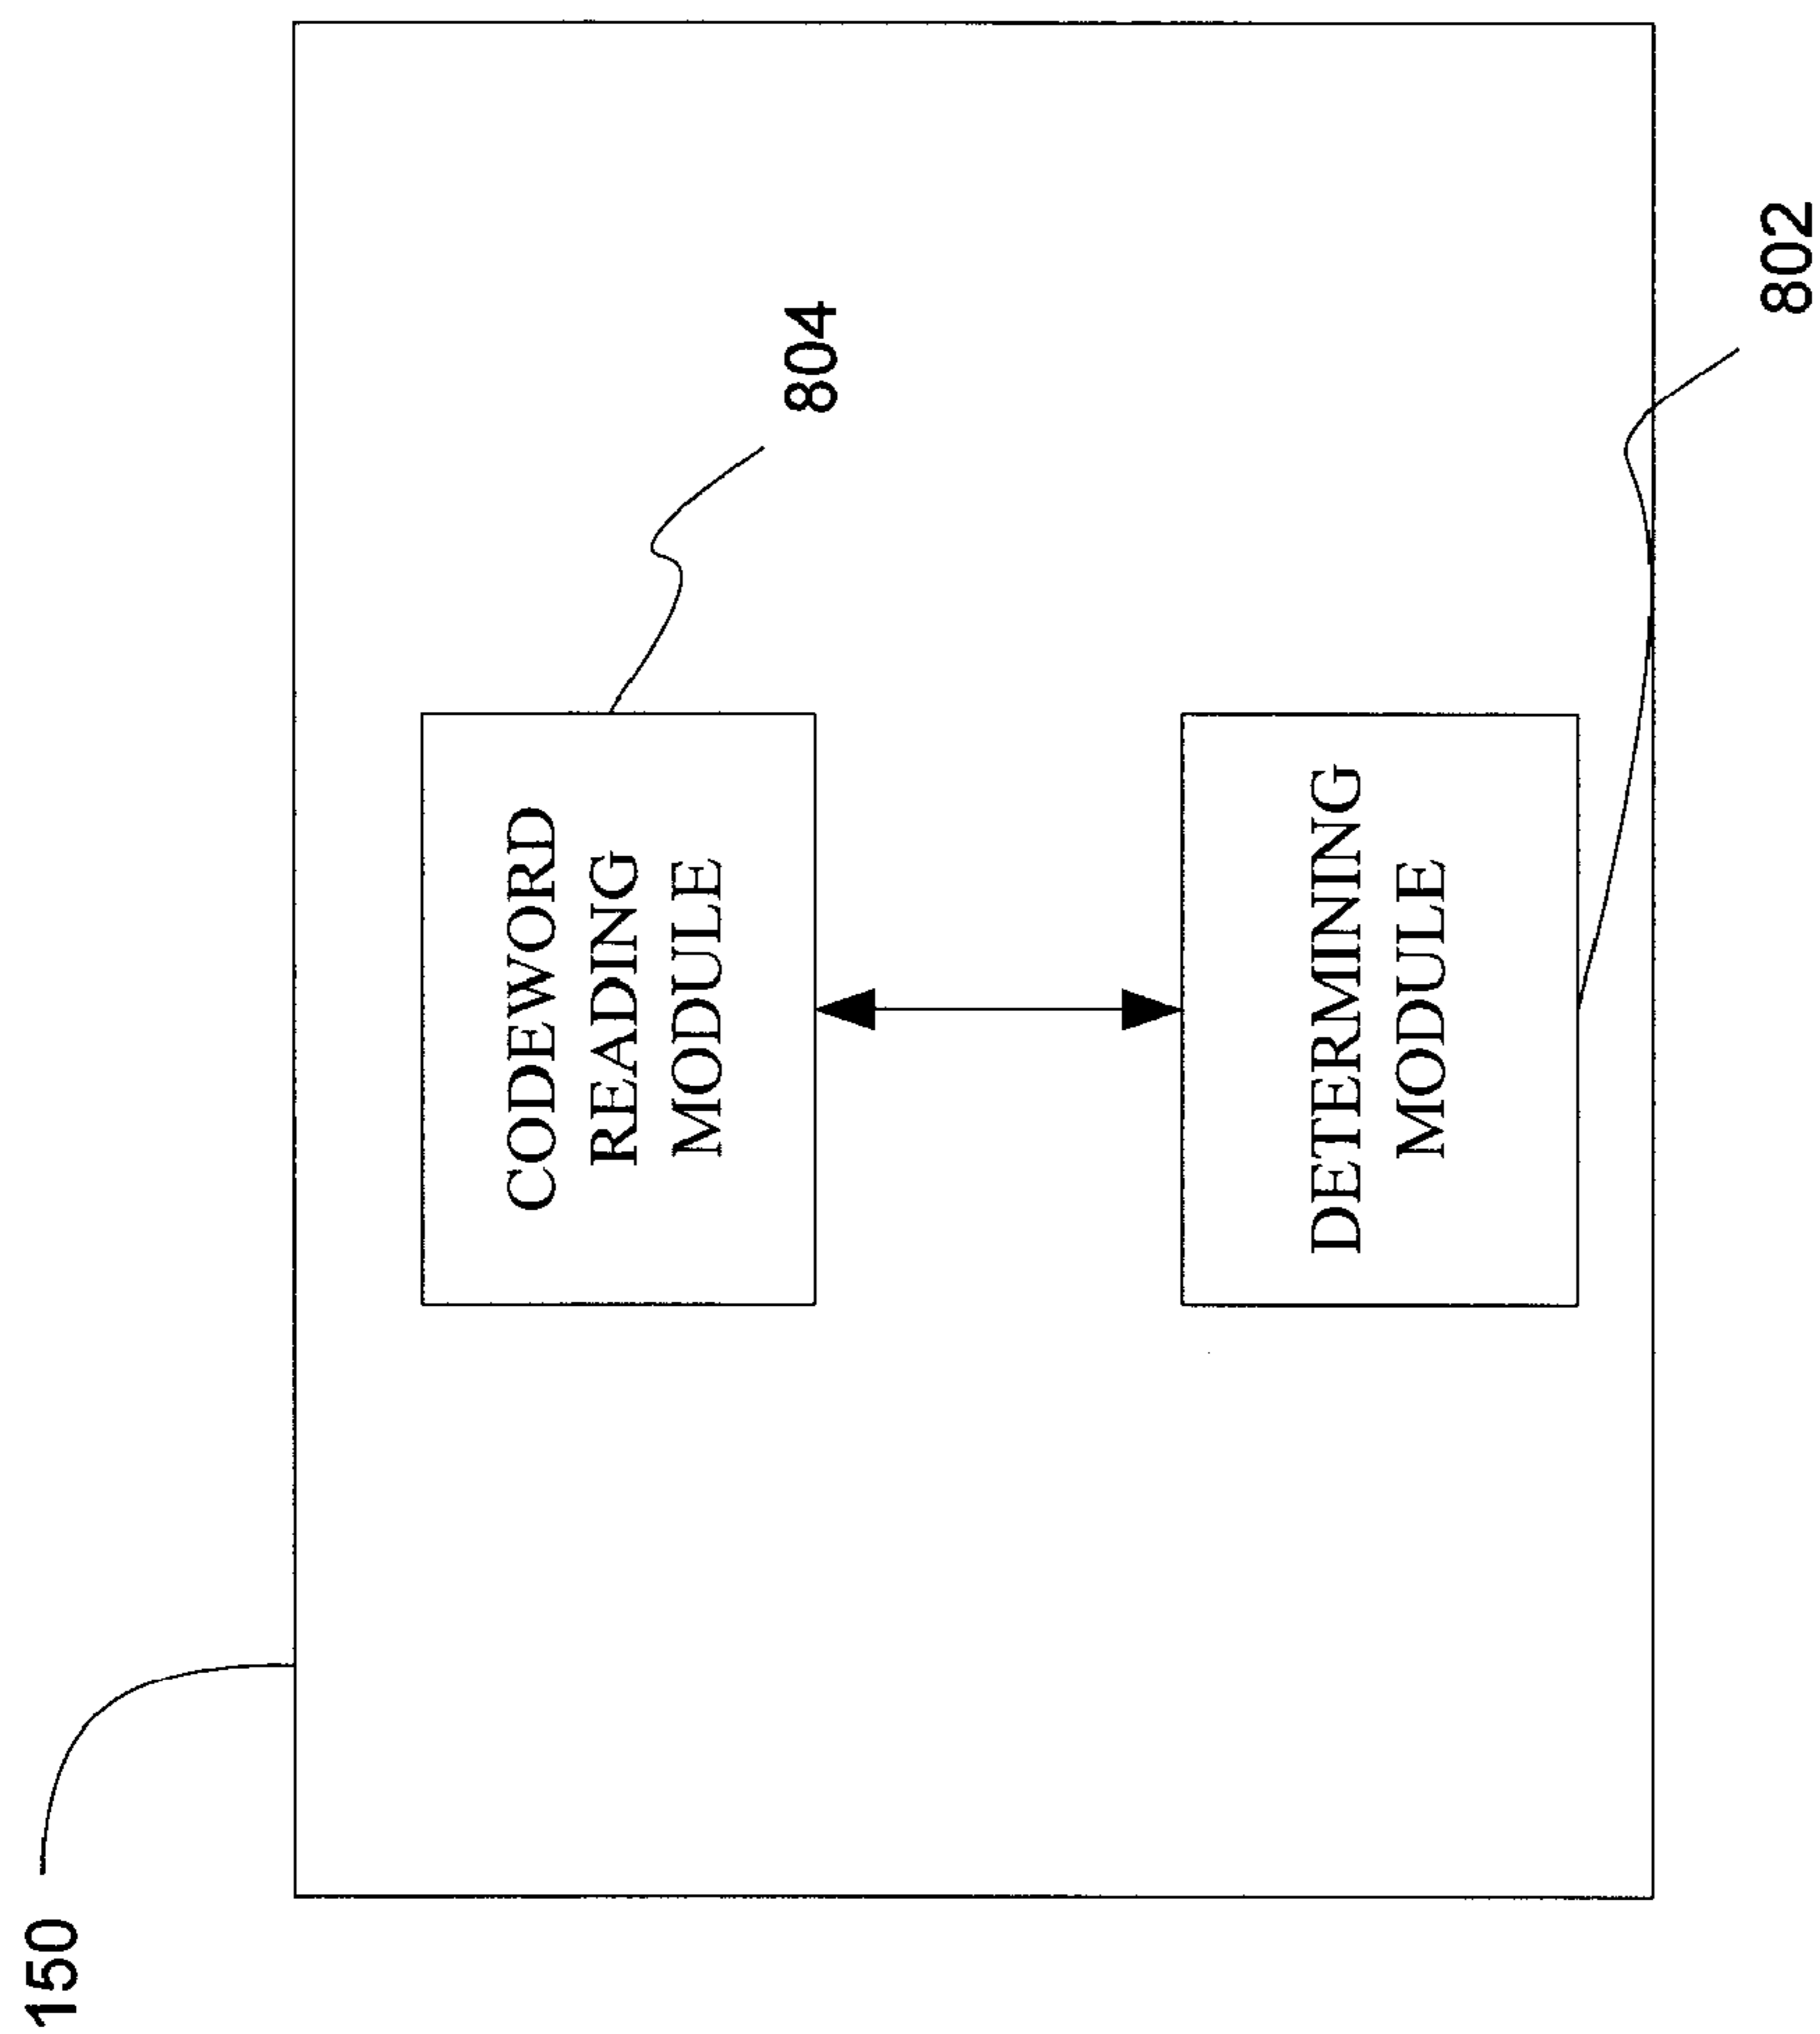 150
CODEWORD
READING
MODULE
804
DETERMINING
MODULE
802